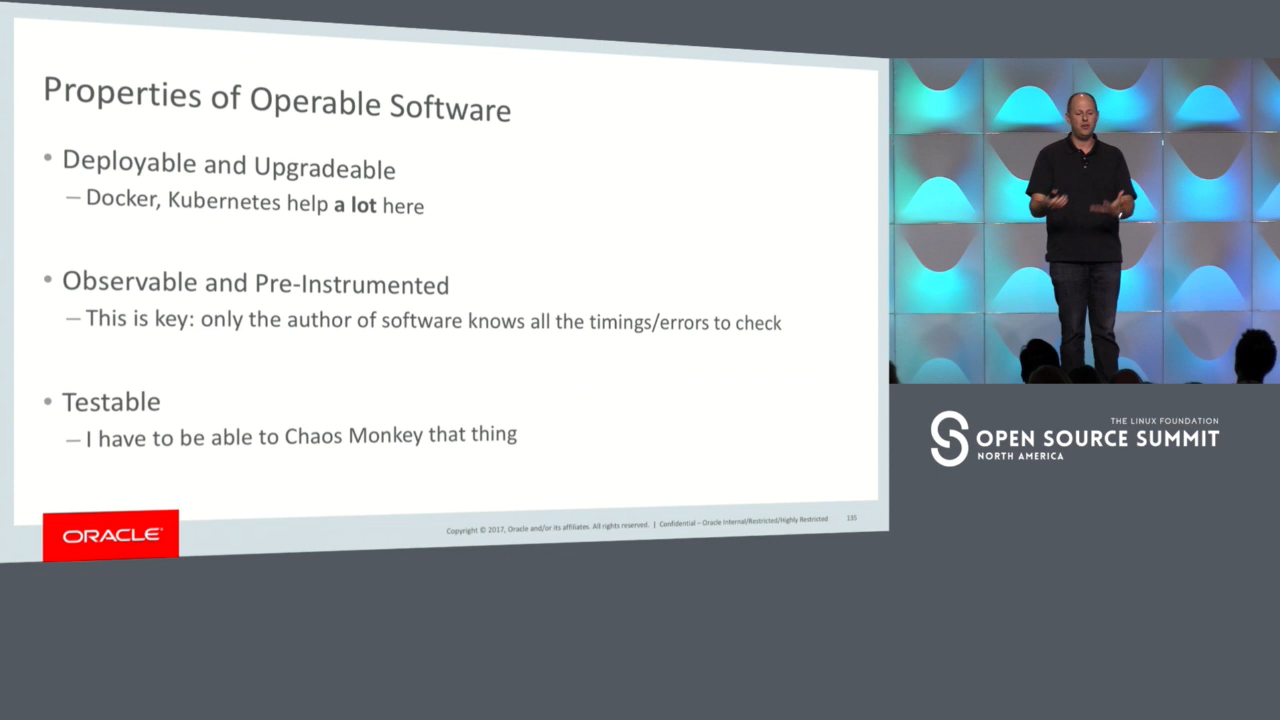 Properties of Operable Software
• Deployable and Upgradeable
– Docker, Kubernetes help a lot here
• Observable and Pre-Instrumented
– This is key: only the author of software knows all the timings/errors to check
• Testable
– I have to be able to Chaos Monkey that thing
ORACLE®
Copyright © 2017, Oracle and/or its affiliates. All rights reserved. | Confidential – Oracle Internal/Restricted/Highly Restricted 135
THE LINUX FOUNDATION
OPEN SOURCE SUMMIT
NORTH AMERICA